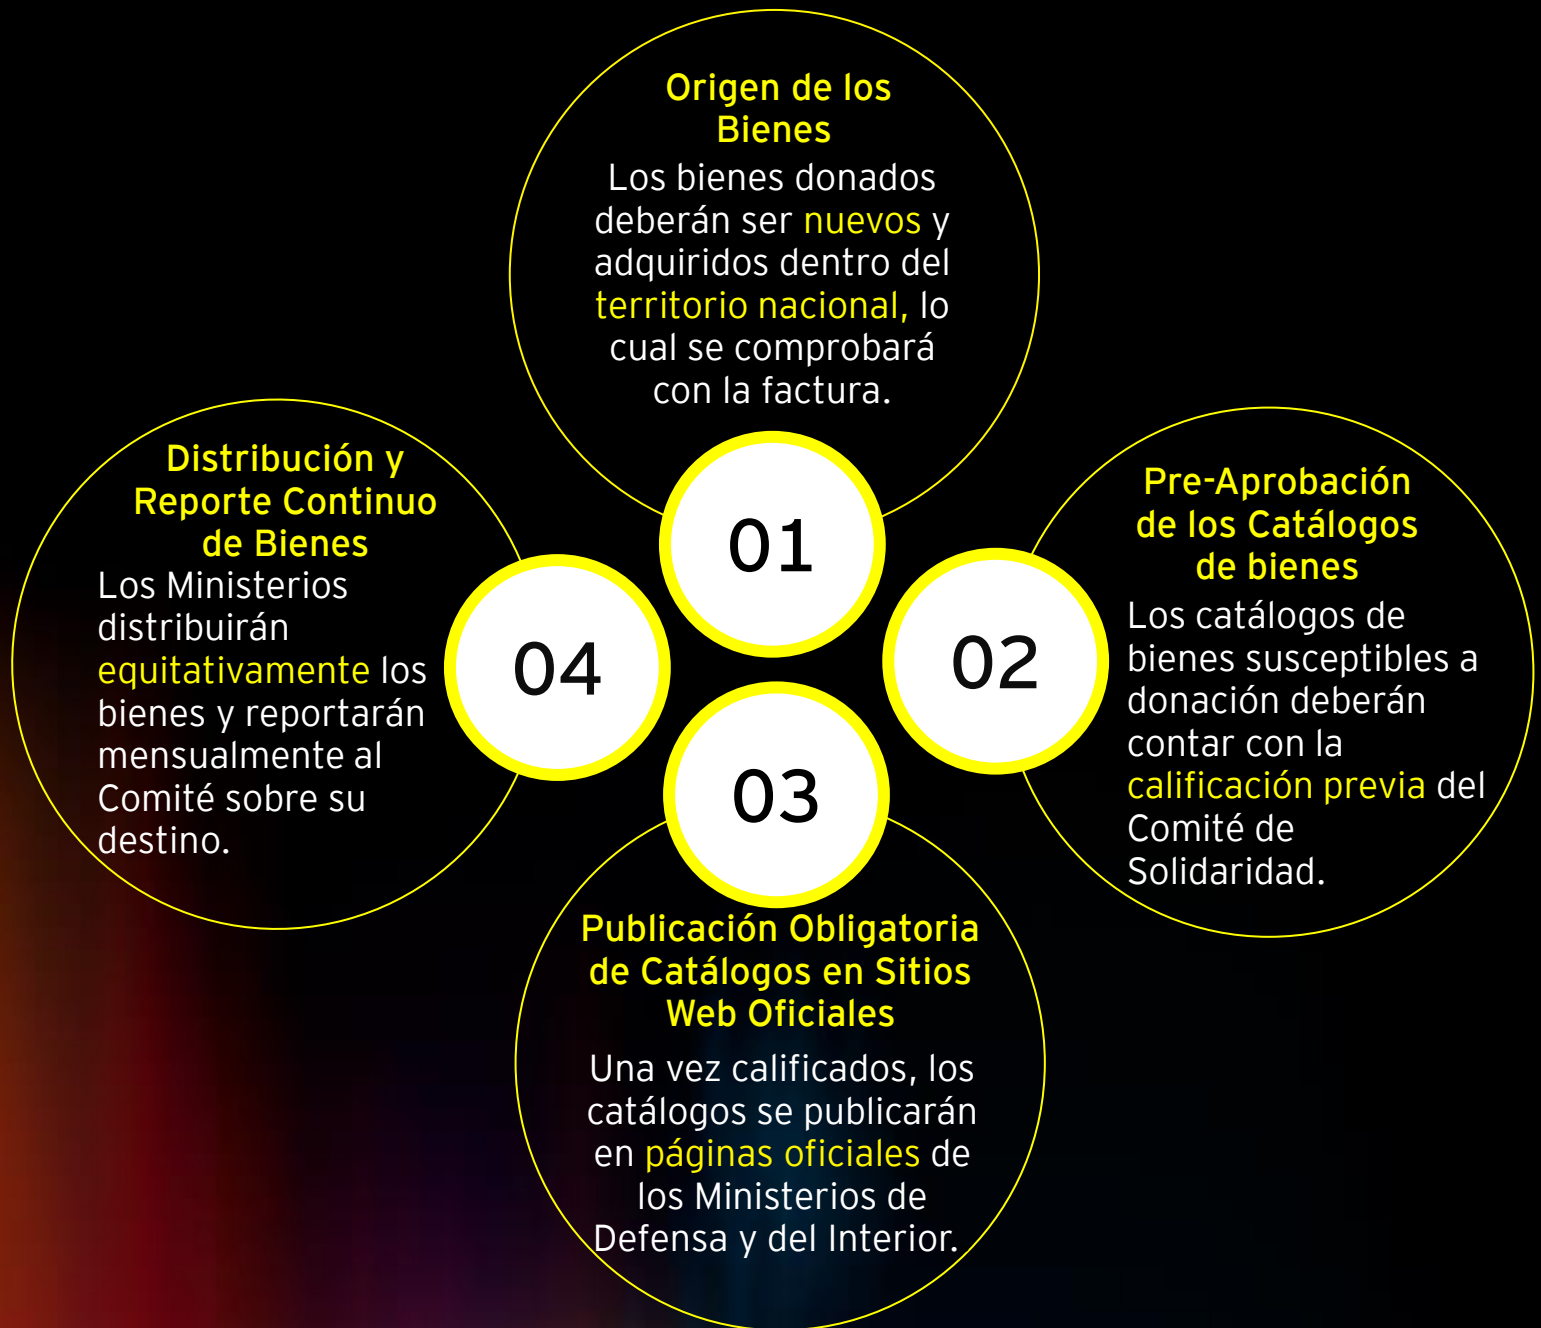 Origen de los
Bienes
Los bienes donados
deberán ser nuevos y
adquiridos dentro del
territorio nacional, lo
cual se comprobará
con la factura.
01
Pre-Aprobación
de los Catálogos
de bienes
Los catálogos de
bienes susceptibles a
donación deberán
contar con la
calificación previa del
Comité de
Solidaridad.
02
03
Publicación Obligatoria
de Catálogos en Sitios
Web Oficiales
Una vez calificados, los
catálogos se publicarán
en páginas oficiales de
los Ministerios de
Defensa y del Interior.
Distribución y
Reporte Continuo
de Bienes
Los Ministerios
distribuirán
equitativamente los
bienes y reportarán
mensualmente al
Comité sobre su
destino.
04